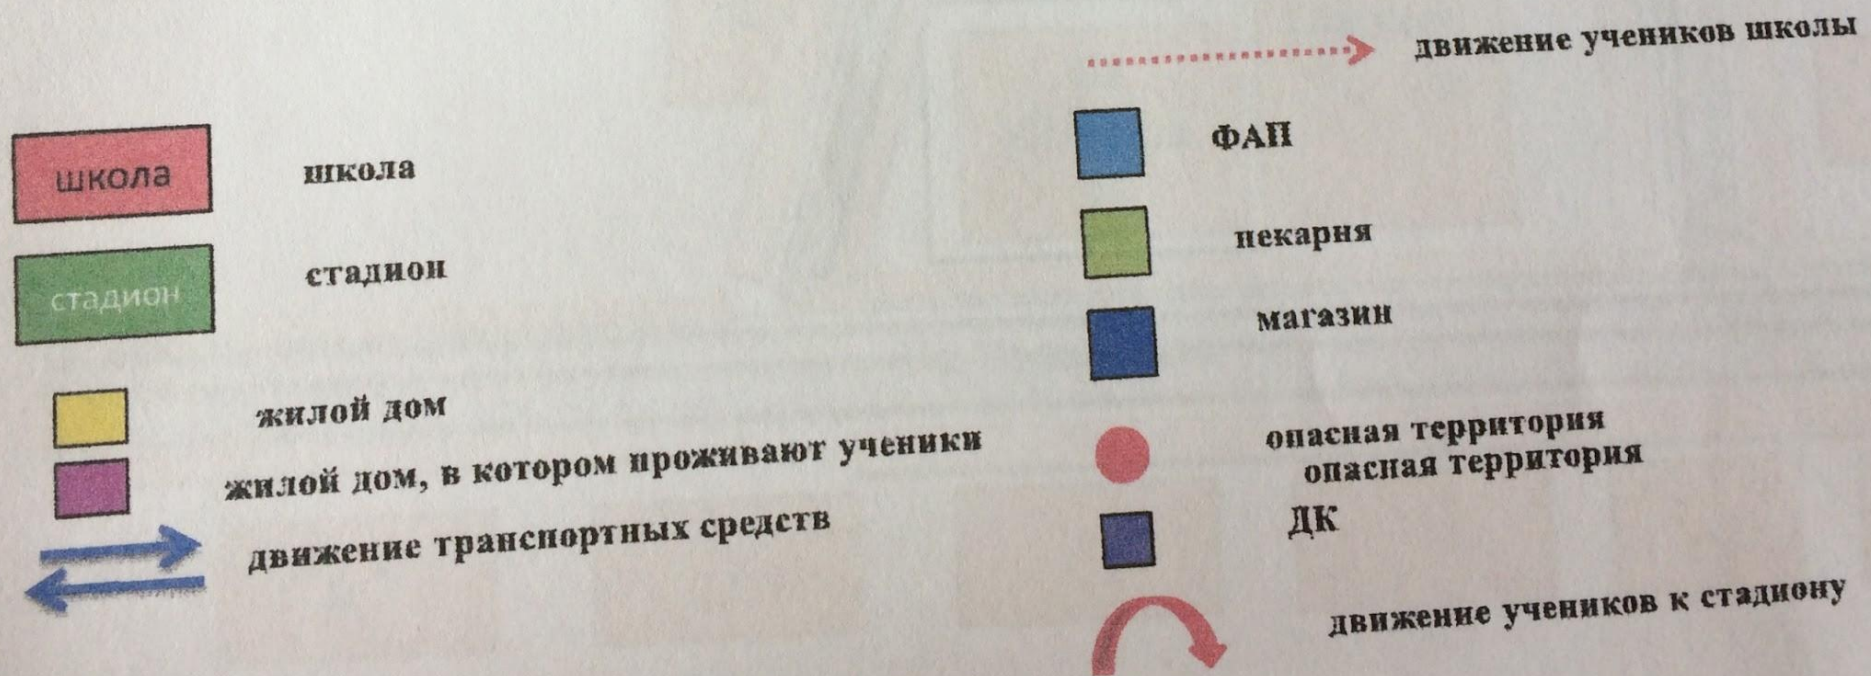 школа школа
стадион стадион
жилой дом
жилой дом, в котором проживают ученики
движение транспортных средств
движение учеников школы
ФАП
пекарня
магазин
опасная территория
опасная территория
ДК
движение учеников к стадиону